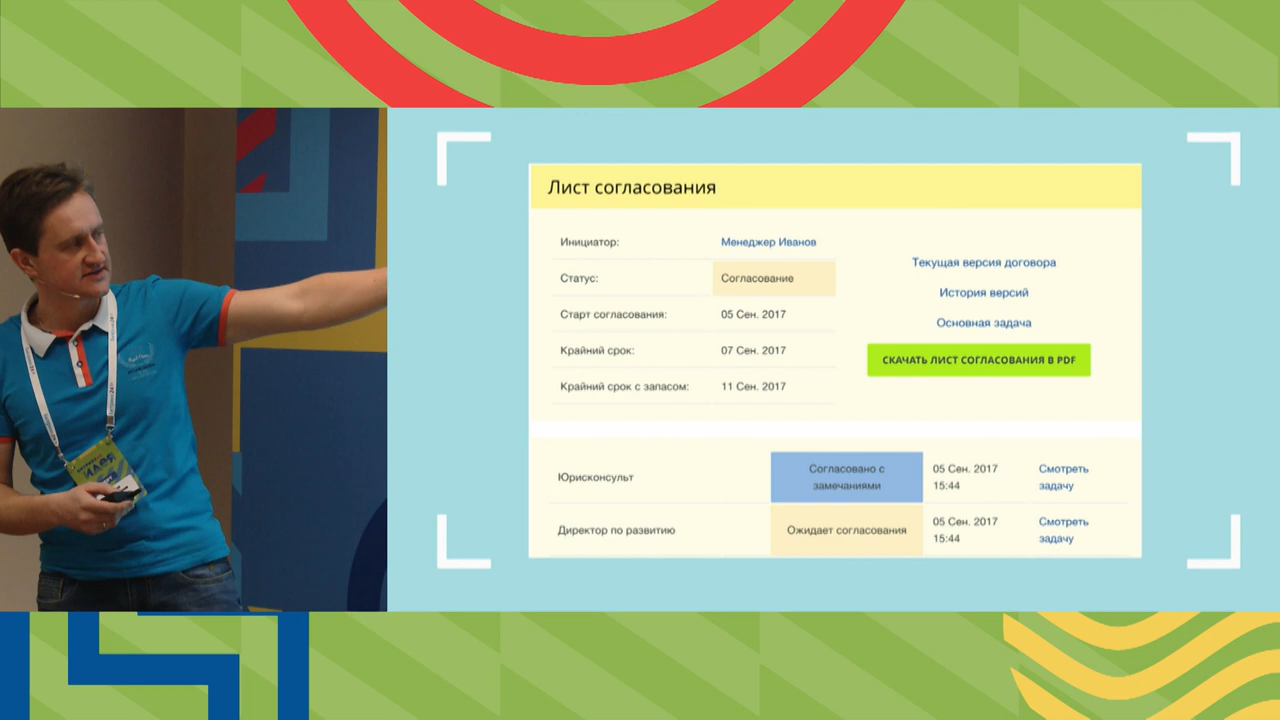 Лист согласования
Инициатор: Менеджер Иванов
Статус: Согласование
Старт согласования: 05 Сен. 2017
Крайний срок: 07 Сен. 2017
Крайний срок с запасом: 11 Сен. 2017
Текущая версия договора
История версий
Основная задача
СКАЧАТЬ ЛИСТ СОГЛАСОВАНИЯ В PDF
Юрисконсульт
Согласовано с
замечаниями
05 Сен. 2017
15:44
Смотреть
задачу
Директор по развитию
Ожидает согласования
05 Сен. 2017
15:44
Смотреть
задачу